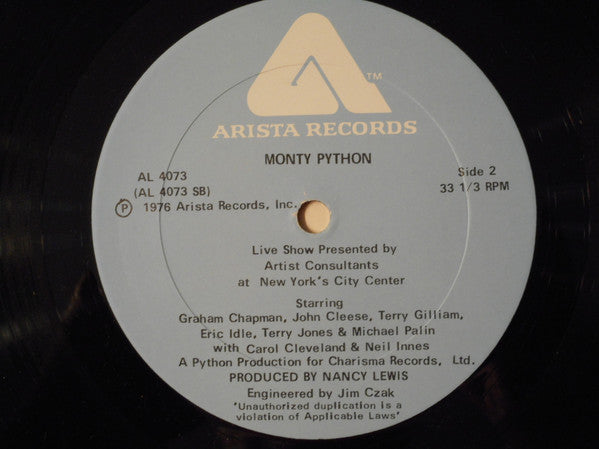 ™
ARISTA RECORDS
MONTY PYTHON
AL 4073
(AL 4073 SB)
Ⓟ 1976 Arista Records, Inc.
Side 2
33 1/3 RPM
Live Show Presented by
Artist Consultants
at New York's City Center
Starring
Graham Chapman, John Cleese, Terry Gilliam,
Eric Idle, Terry Jones & Michael Palin
with Carol Cleveland & Neil Innes
A Python Production for Charisma Records, Ltd.
PRODUCED BY NANCY LEWIS
Engineered by Jim Czak
'Unauthorized duplication is a
violation of Applicable Laws'